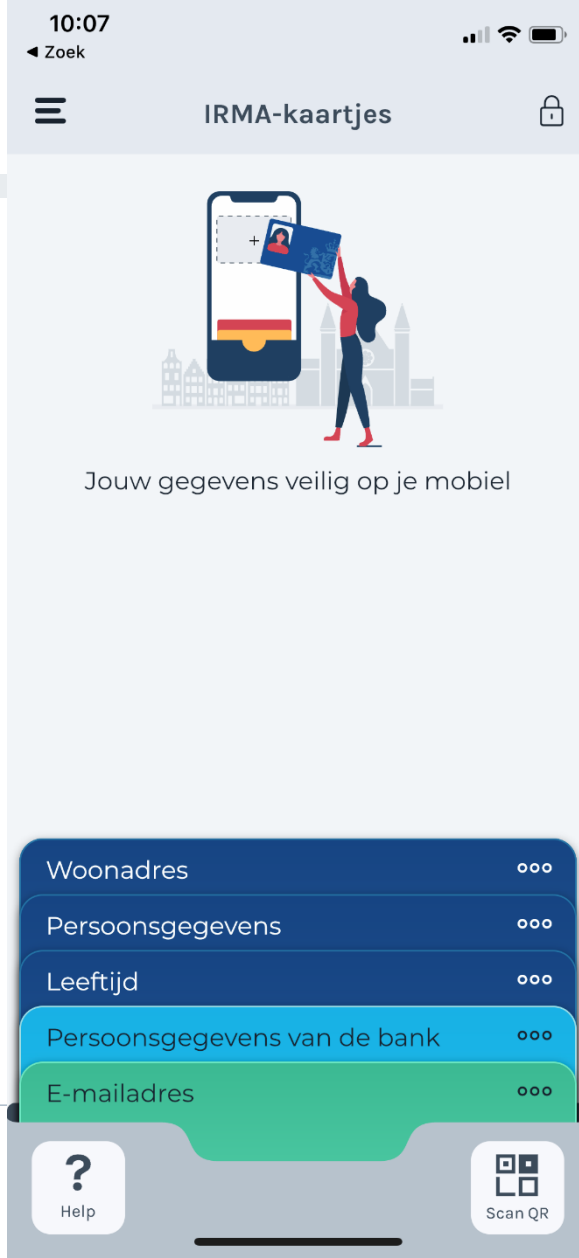 10:07
◀ Zoek
IRMA-kaartjes
Jouw gegevens veilig op je mobiel
Woonadres
Persoonsgegevens
Leeftijd
Persoonsgegevens van de bank
E-mailadres
?
Help
Scan QR